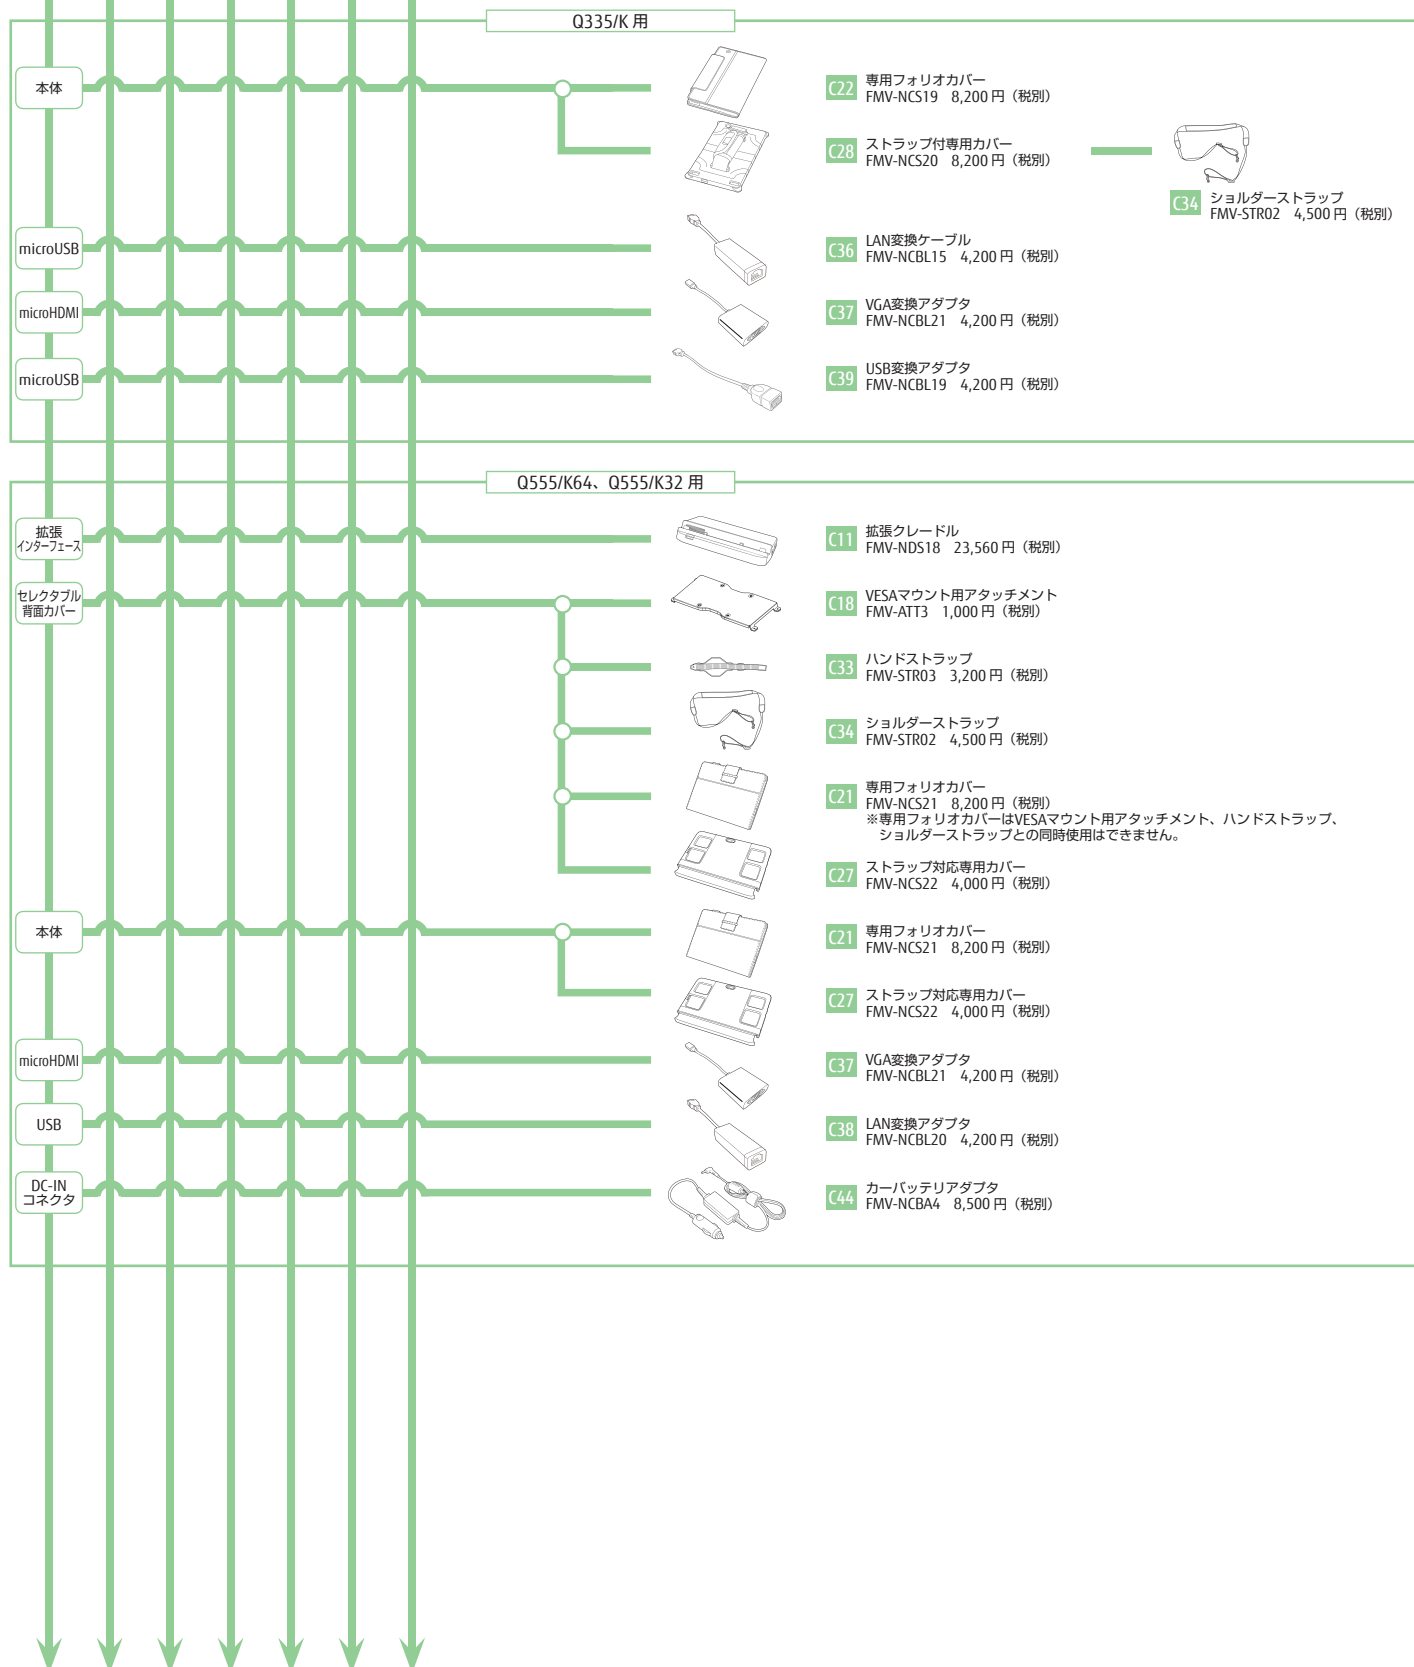 Q335/K 用
本体
C22 専用フォリオカバー
FMV-NCS19 8,200 円（税別）
C28 ストラップ付専用カバー
FMV-NCS20 8,200 円（税別）
C34 ショルダーストラップ
FMV-STR02 4,500 円（税別）
microUSB
C36 LAN変換ケーブル
FMV-NCBL15 4,200 円（税別）
microHDMI
C37 VGA変換アダプタ
FMV-NCBL21 4,200 円（税別）
microUSB
C39 USB変換アダプタ
FMV-NCBL19 4,200 円（税別）
Q555/K64、Q555/K32 用
拡張
インターフェース
C11 拡張クレードル
FMV-NDS18 23,560 円（税別）
セレクタブル
背面カバー
C18 VESAマウント用アタッチメント
FMV-ATT3 1,000 円（税別）
C33 ハンドストラップ
FMV-STR03 3,200 円（税別）
C34 ショルダーストラップ
FMV-STR02 4,500 円（税別）
C21 専用フォリオカバー
FMV-NCS21 8,200 円（税別）
※専用フォリオカバーはVESAマウント用アタッチメント、ハンドストラップ、
ショルダーストラップとの同時使用はできません。
C27 ストラップ対応専用カバー
FMV-NCS22 4,000 円（税別）
本体
C21 専用フォリオカバー
FMV-NCS21 8,200 円（税別）
C27 ストラップ対応専用カバー
FMV-NCS22 4,000 円（税別）
microHDMI
C37 VGA変換アダプタ
FMV-NCBL21 4,200 円（税別）
USB
C38 LAN変換アダプタ
FMV-NCBL20 4,200 円（税別）
DC-IN
コネクタ
C44 カーバッテリアダプタ
FMV-NCBA4 8,500 円（税別）